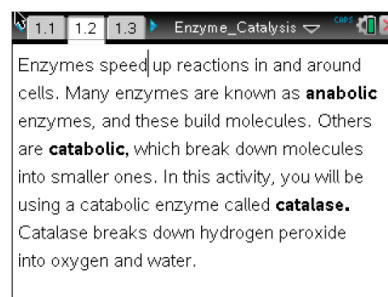 1.1 1.2 1.3 Enzyme_Catalysis CAPS
Enzymes speed up reactions in and around
cells. Many enzymes are known as anabolic
enzymes, and these build molecules. Others
are catabolic, which break down molecules
into smaller ones. In this activity, you will be
using a catabolic enzyme called catalase.
Catalase breaks down hydrogen peroxide
into oxygen and water.